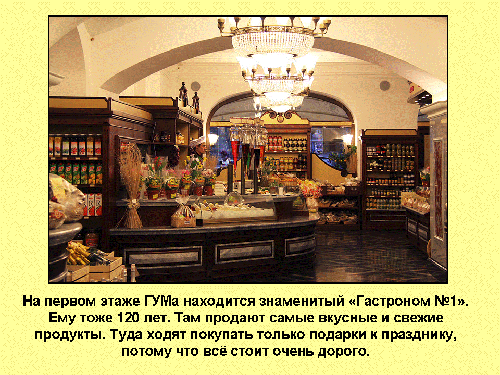 На первом этаже ГУМа находится знаменитый «Гастроном №1».
Ему тоже 120 лет. Там продают самые вкусные и свежие
продукты. Туда ходят покупать только подарки к празднику,
потому что всё стоит очень дорого.